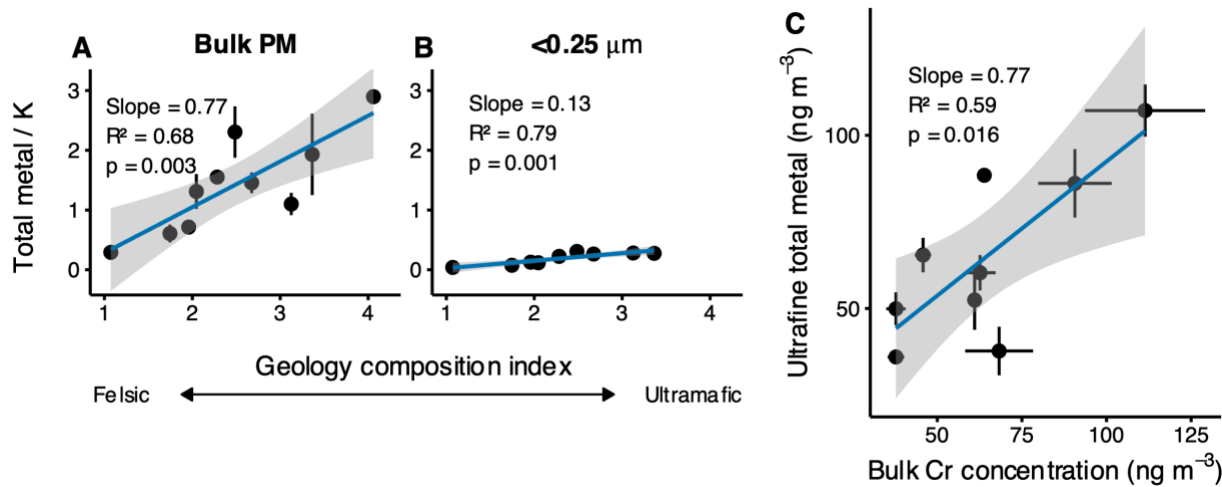 A Bulk PM
Slope = 0.77
R² = 0.68
p = 0.003
Total metal / K
3
2
1
0
1 2 3 4
B <0.25 μm
Slope = 0.13
R² = 0.79
p = 0.001
3
2
1
0
1 2 3 4
Geology composition index
Felsic Ultramafic
C
Slope = 0.77
R² = 0.59
p = 0.016
Ultrafine total metal (ng m⁻³)
100
50
50 75 100 125
Bulk Cr concentration (ng m⁻³)